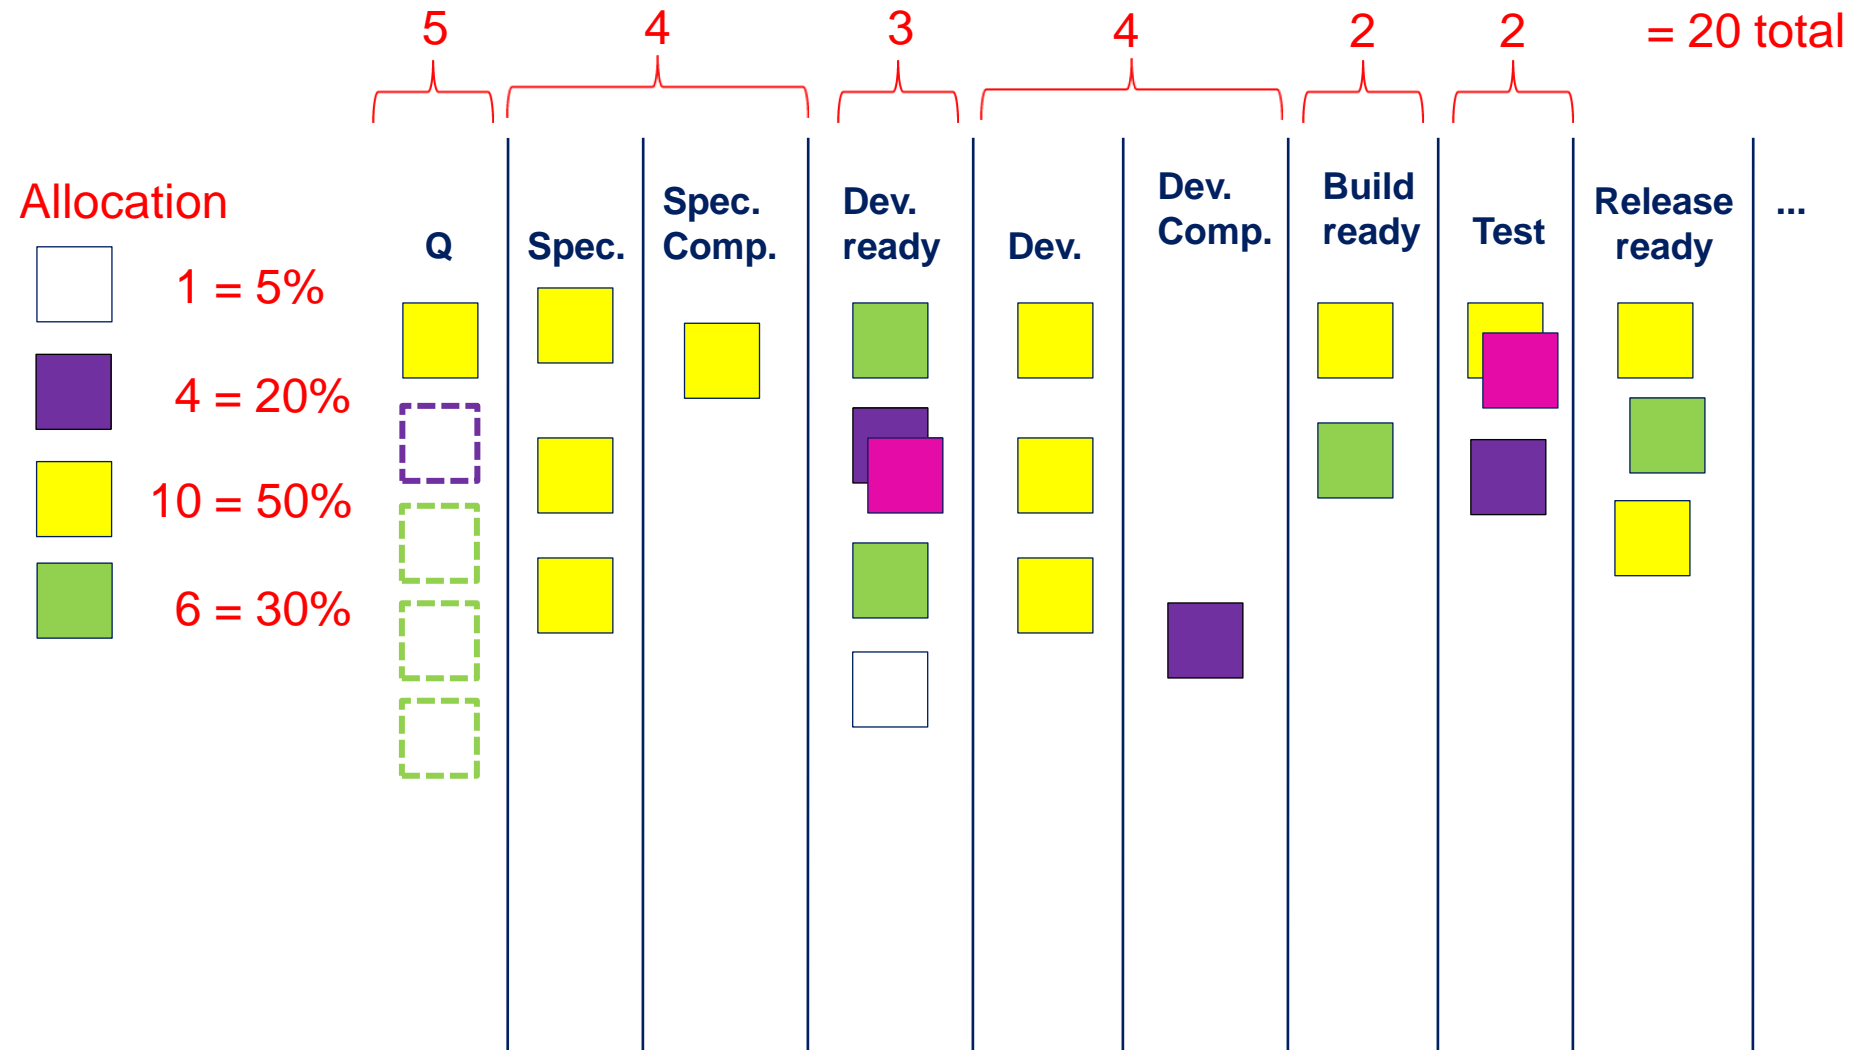 5 4 3 4 2 2 = 20 total
Allocation
1 = 5%
4 = 20%
10 = 50%
6 = 30%
Q
Spec.
Spec.
Comp.
Dev.
ready
Dev.
Dev.
Comp.
Build
ready
Test
Release
ready
...